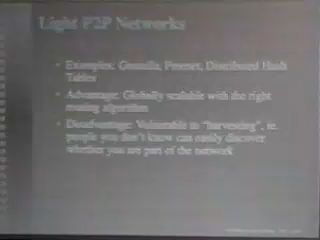 Light P2P Networks
Examples: Gnutella, Freenet, Distributed Hash
Tables
Advantage: Globally scalable with the right
routing algorithm
Disadvantage: Vulnerable to "harvesting", ie
people you don't know can easily discover
whether you are part of the network